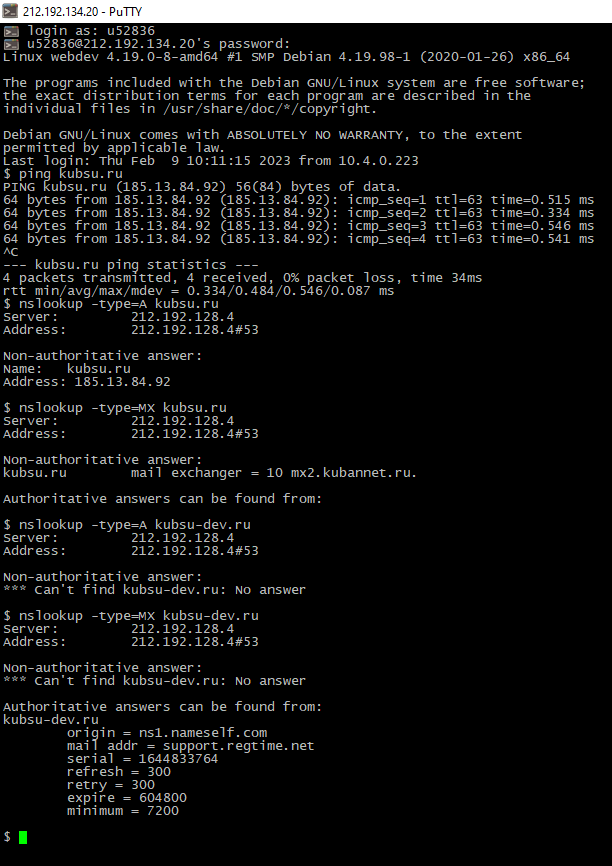 212.192.134.20 - PuTTY
login as: u52836
u52836@212.192.134.20's password:
Linux webdev 4.19.0-8-amd64 #1 SMP Debian 4.19.98-1 (2020-01-26) x86_64

The programs included with the Debian GNU/Linux system are free software;
the exact distribution terms for each program are described in the
individual files in /usr/share/doc/*/copyright.

Debian GNU/Linux comes with ABSOLUTELY NO WARRANTY, to the extent
permitted by applicable law.
Last login: Thu Feb  9 10:11:15 2023 from 10.4.0.223
$ ping kubsu.ru
PING kubsu.ru (185.13.84.92) 56(84) bytes of data.
64 bytes from 185.13.84.92 (185.13.84.92): icmp_seq=1 ttl=63 time=0.515 ms
64 bytes from 185.13.84.92 (185.13.84.92): icmp_seq=2 ttl=63 time=0.334 ms
64 bytes from 185.13.84.92 (185.13.84.92): icmp_seq=3 ttl=63 time=0.546 ms
64 bytes from 185.13.84.92 (185.13.84.92): icmp_seq=4 ttl=63 time=0.541 ms
^C
--- kubsu.ru ping statistics ---
4 packets transmitted, 4 received, 0% packet loss, time 34ms
rtt min/avg/max/mdev = 0.334/0.484/0.546/0.087 ms
$ nslookup -type=A kubsu.ru
Server:         212.192.128.4
Address:        212.192.128.4#53

Non-authoritative answer:
Name:   kubsu.ru
Address: 185.13.84.92

$ nslookup -type=MX kubsu.ru
Server:         212.192.128.4
Address:        212.192.128.4#53

Non-authoritative answer:
kubsu.ru        mail exchanger = 10 mx2.kubannet.ru.

Authoritative answers can be found from:

$ nslookup -type=A kubsu-dev.ru
Server:         212.192.128.4
Address:        212.192.128.4#53

Non-authoritative answer:
*** Can't find kubsu-dev.ru: No answer

$ nslookup -type=MX kubsu-dev.ru
Server:         212.192.128.4
Address:        212.192.128.4#53

Non-authoritative answer:
*** Can't find kubsu-dev.ru: No answer

Authoritative answers can be found from:
kubsu-dev.ru
        origin = ns1.nameself.com
        mail addr = support.regtime.net
        serial = 1644833764
        refresh = 300
        retry = 300
        expire = 604800
        minimum = 7200

$